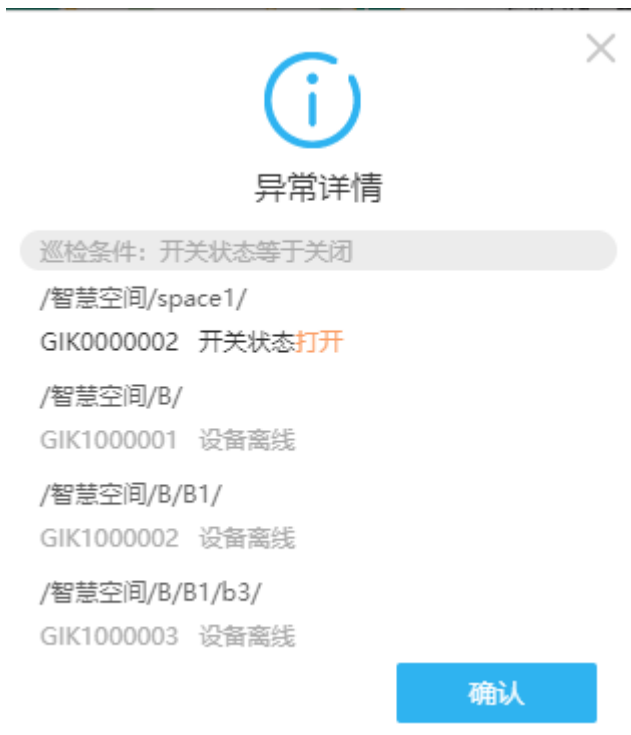 异常详情
巡检条件：开关状态等于关闭
/智慧空间/space1/
GIK0000002 开关状态打开
/智慧空间/B/
GIK1000001 设备离线
/智慧空间/B/B1/
GIK1000002 设备离线
/智慧空间/B/B1/b3/
GIK1000003 设备离线
确认